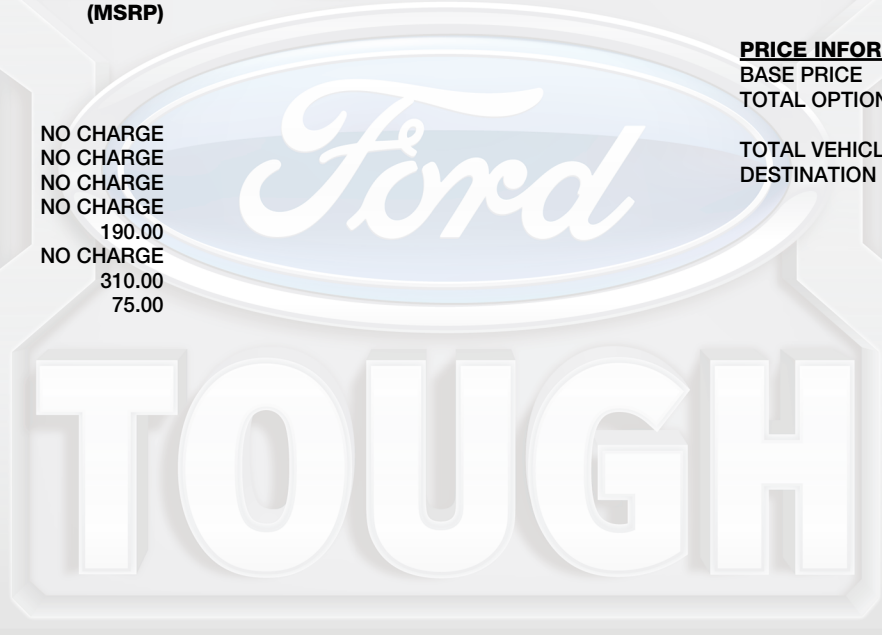 (MSRP)
NO CHARGE
NO CHARGE
NO CHARGE
NO CHARGE
190.00
NO CHARGE
310.00
75.00
PRICE INFOR
BASE PRICE
TOTAL OPTION
TOTAL VEHICL
DESTINATION
Ford
TOUGH